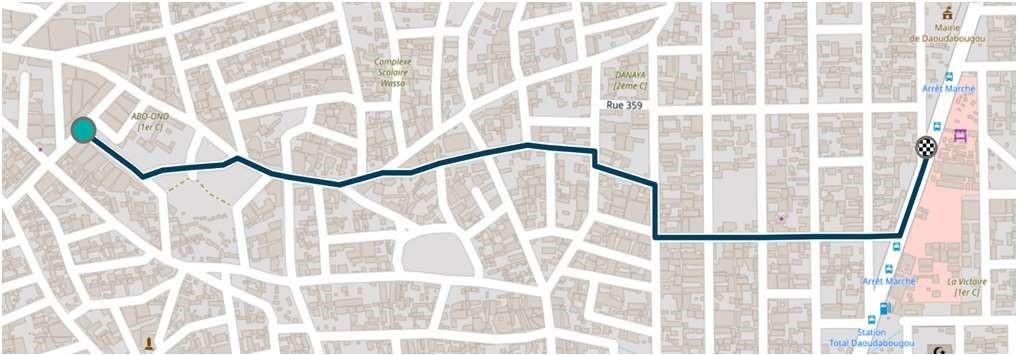 Mairie
de Daoudabougou
Complexe
Scolaire
Wassa
DANAYA
[2ème C]
Arrêt Marché
Rue 359
ABO-ONO
[1er C]
Arrêt Marché
La Victoire
[1er C]
Station
Total Daoudabougou